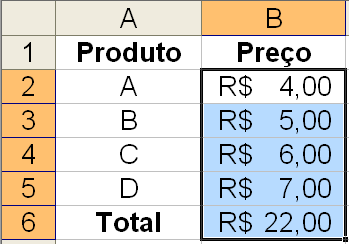 A B
1 Produto Preço
2 A R$ 4,00
3 B R$ 5,00
4 C R$ 6,00
5 D R$ 7,00
6 Total R$ 22,00